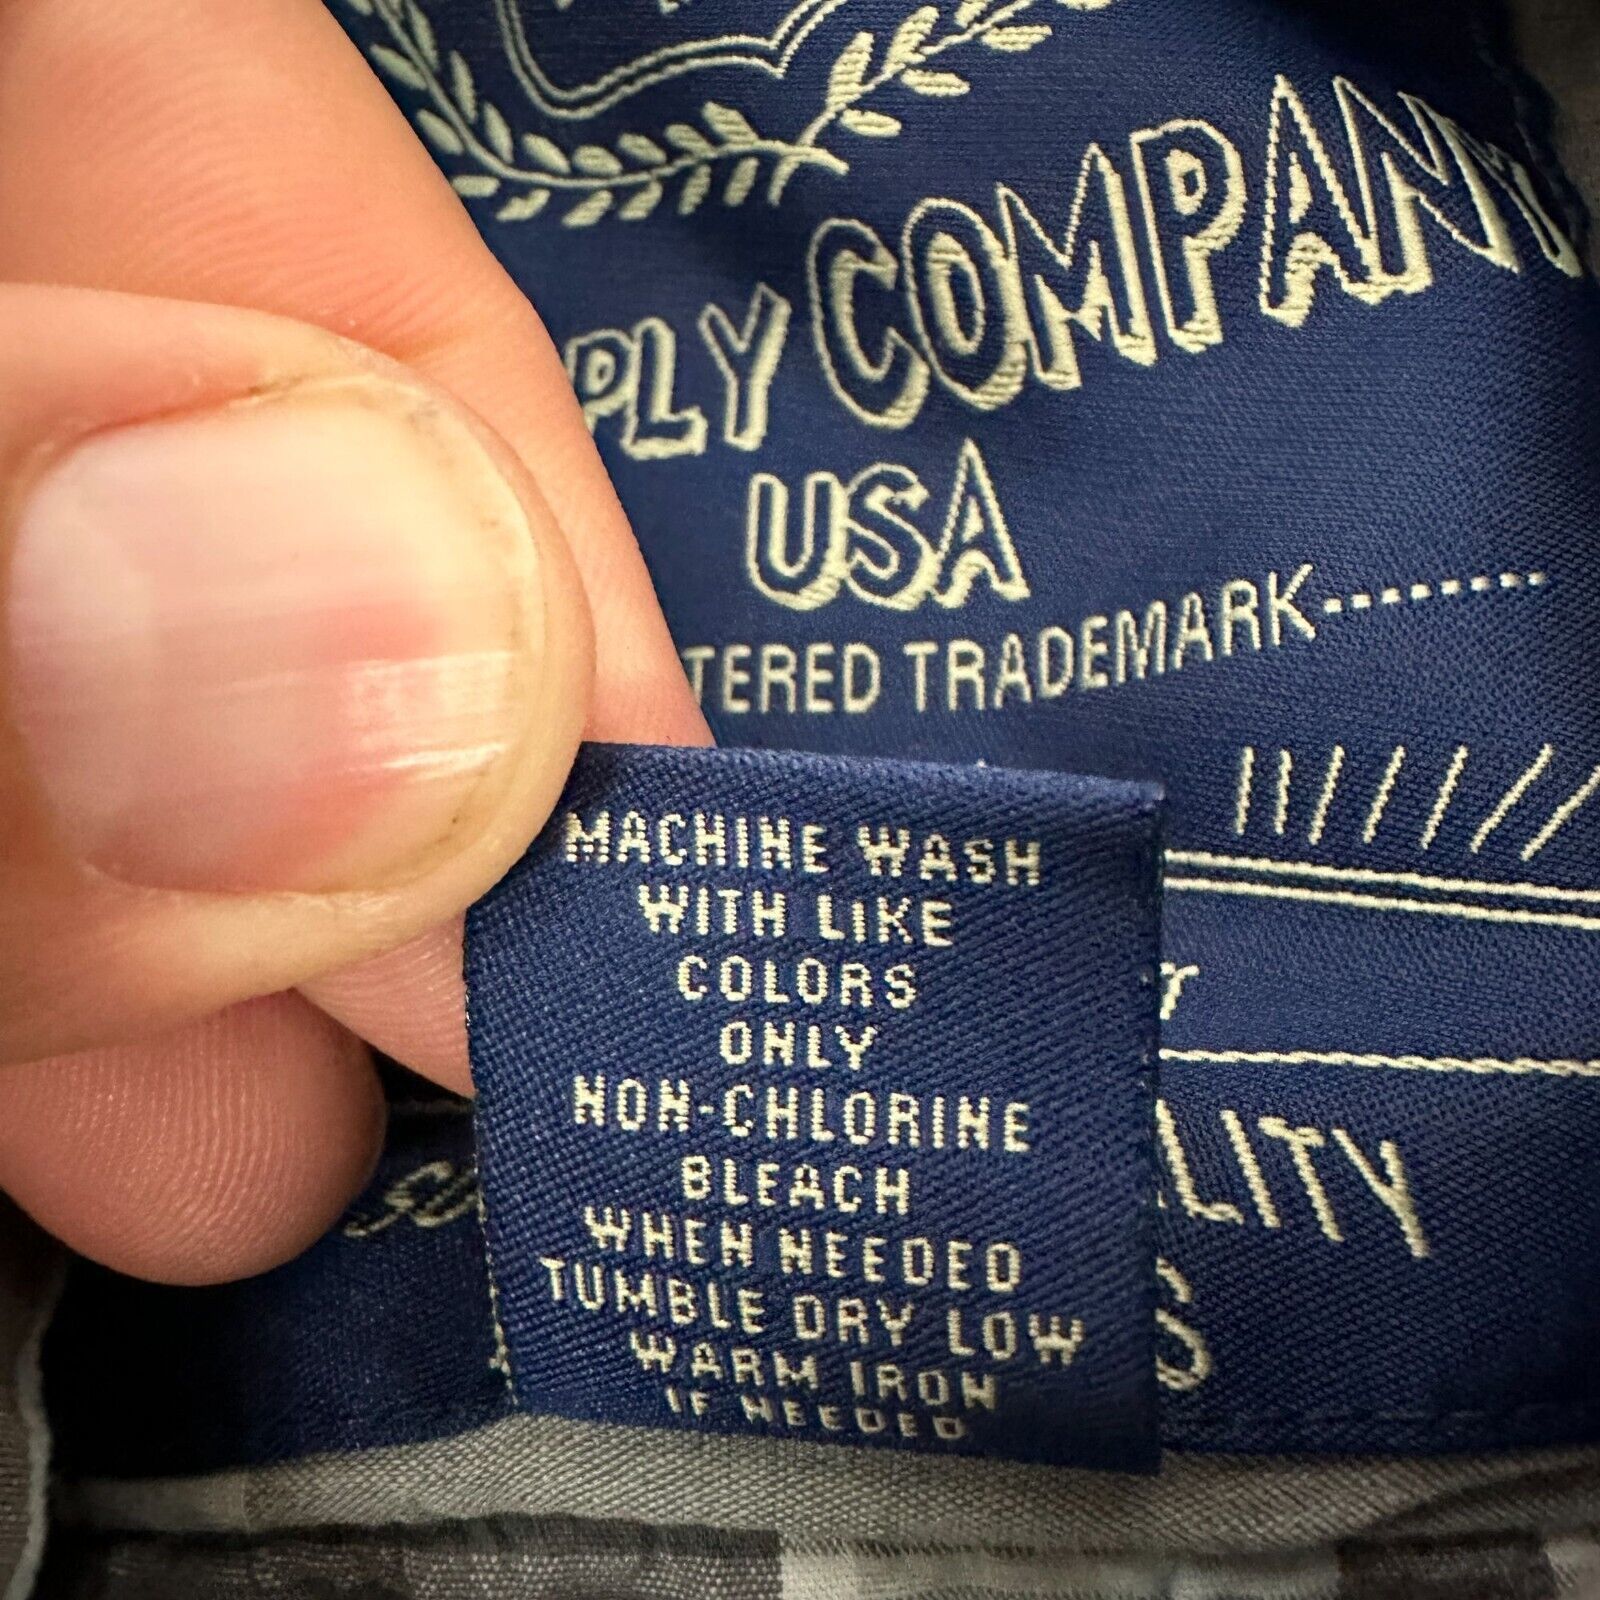 PLY COMPANY
USA
TERED TRADEMARK
MACHINE WASH
WITH LIKE
COLORS
ONLY
NON-CHLORINE
BLEACH
WHEN NEEDED
TUMBLE DRY LOW
WARM IRON
IF NEEDED
LITY
S